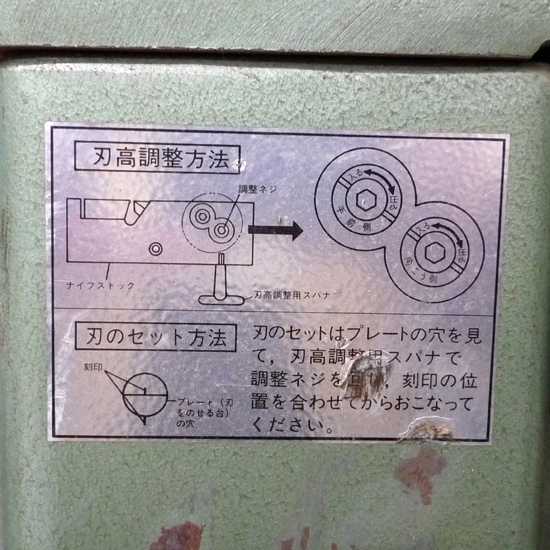 刃高調整方法
調整ネジ
ナイフストック
刃高調整用スパナ
入る 出る
手前側
入る 出る
向こう側
刃のセット方法
刻印
プレート(刃
をのせる台)
の穴
刃のセットはプレートの穴を見
て,刃高調整用スパナで
調整ネジを回し,刻印の位
置を合わせてからおこなって
ください。